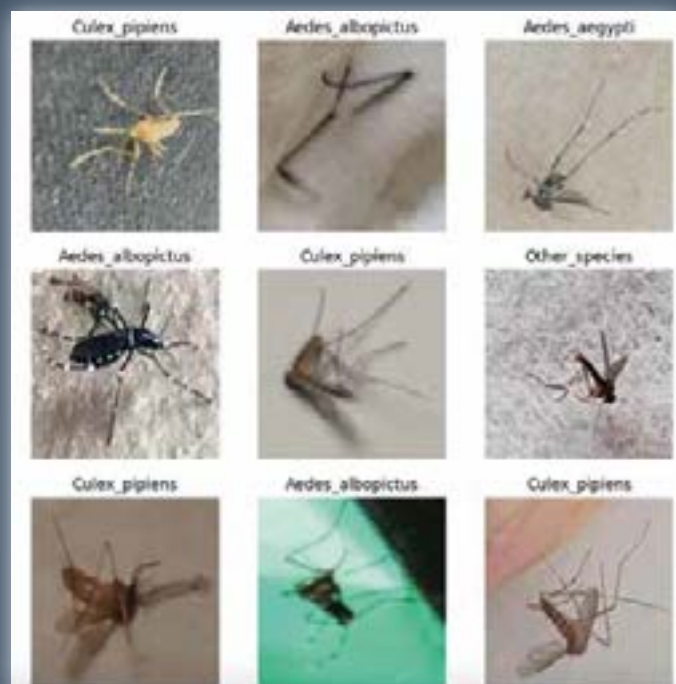 Culex_pipiens
Aedes_albopictus
Aedes_aegypti
Aedes_albopictus
Culex_pipiens
Other_species
Culex_pipiens
Aedes_albopictus
Culex_pipiens